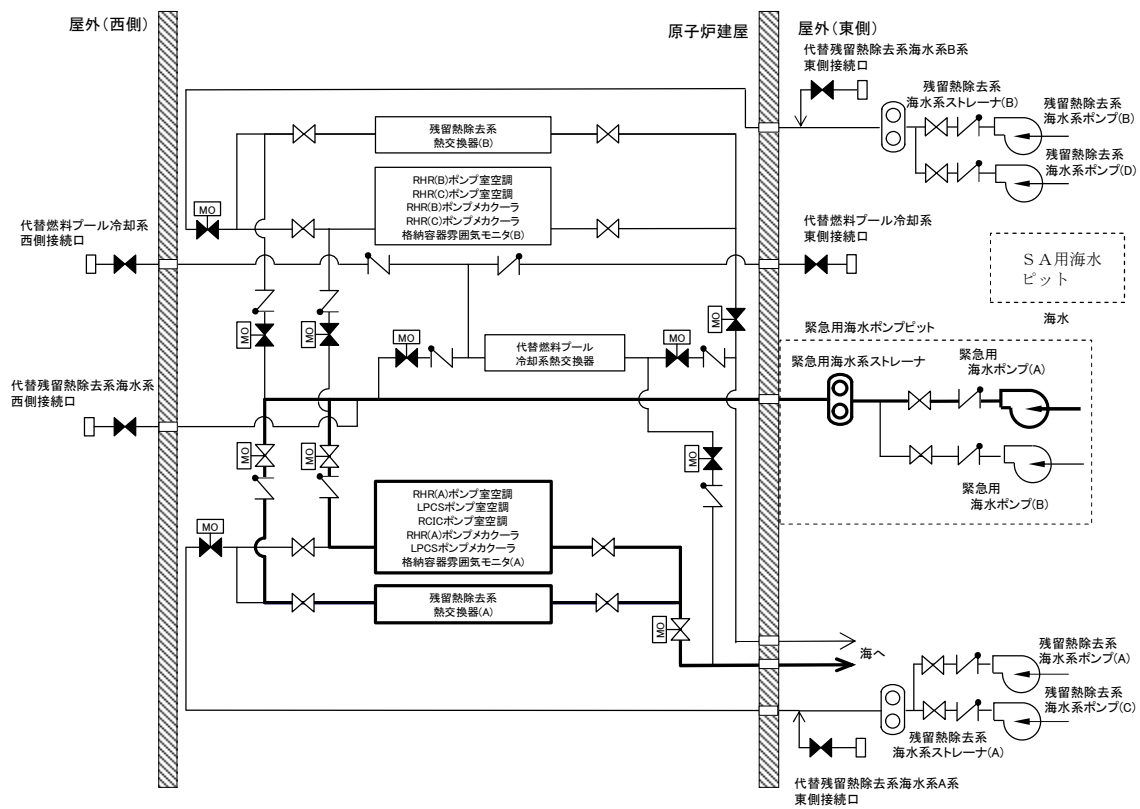 屋外(西側)
原子炉建屋
屋外(東側)
代替残留熱除去系海水系B系
東側接続口
残留熱除去系
海水系ストレーナ(B)
残留熱除去系
海水系ポンプ(B)
残留熱除去系
海水系ポンプ(D)
残留熱除去系
熱交換器(B)
RHR(B)ポンプ室空調
RHR(C)ポンプ室空調
RHR(B)ポンプメカクーラ
RHR(C)ポンプメカクーラ
格納容器雰囲気モニタ(B)
MO
代替燃料プール冷却系
西側接続口
代替燃料プール冷却系
東側接続口
SA用海水
ピット
海水
MO
MO
MO
MO
MO
代替燃料プール
冷却系熱交換器
緊急用海水ポンプピット
緊急用海水系ストレーナ
緊急用
海水ポンプ(A)
代替残留熱除去系海水系
西側接続口
MO
MO
MO
緊急用
海水ポンプ(B)
RHR(A)ポンプ室空調
LPCSポンプ室空調
RCICポンプ室空調
RHR(A)ポンプメカクーラ
LPCSポンプメカクーラ
格納容器雰囲気モニタ(A)
MO
残留熱除去系
熱交換器(A)
MO
海へ
残留熱除去系
海水系ポンプ(A)
残留熱除去系
海水系ポンプ(C)
残留熱除去系
海水系ストレーナ(A)
代替残留熱除去系海水系A系
東側接続口